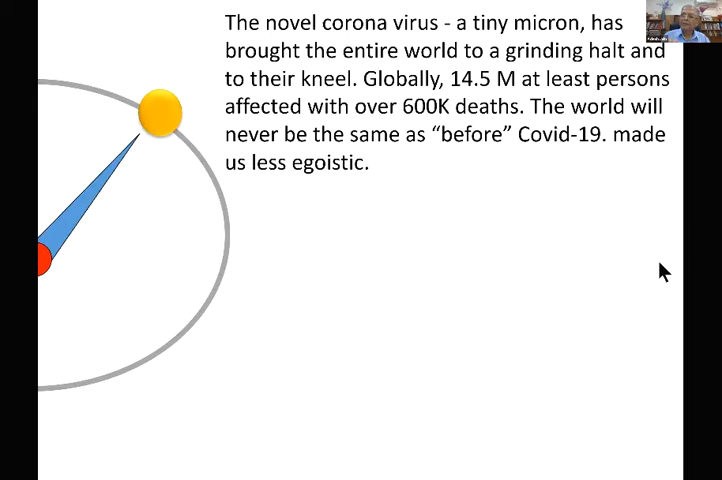 The novel corona virus - a tiny micron, has
brought the entire world to a grinding halt and
to their kneel. Globally, 14.5 M at least persons
affected with over 600K deaths. The world will
never be the same as “before” Covid-19. made
us less egoistic.